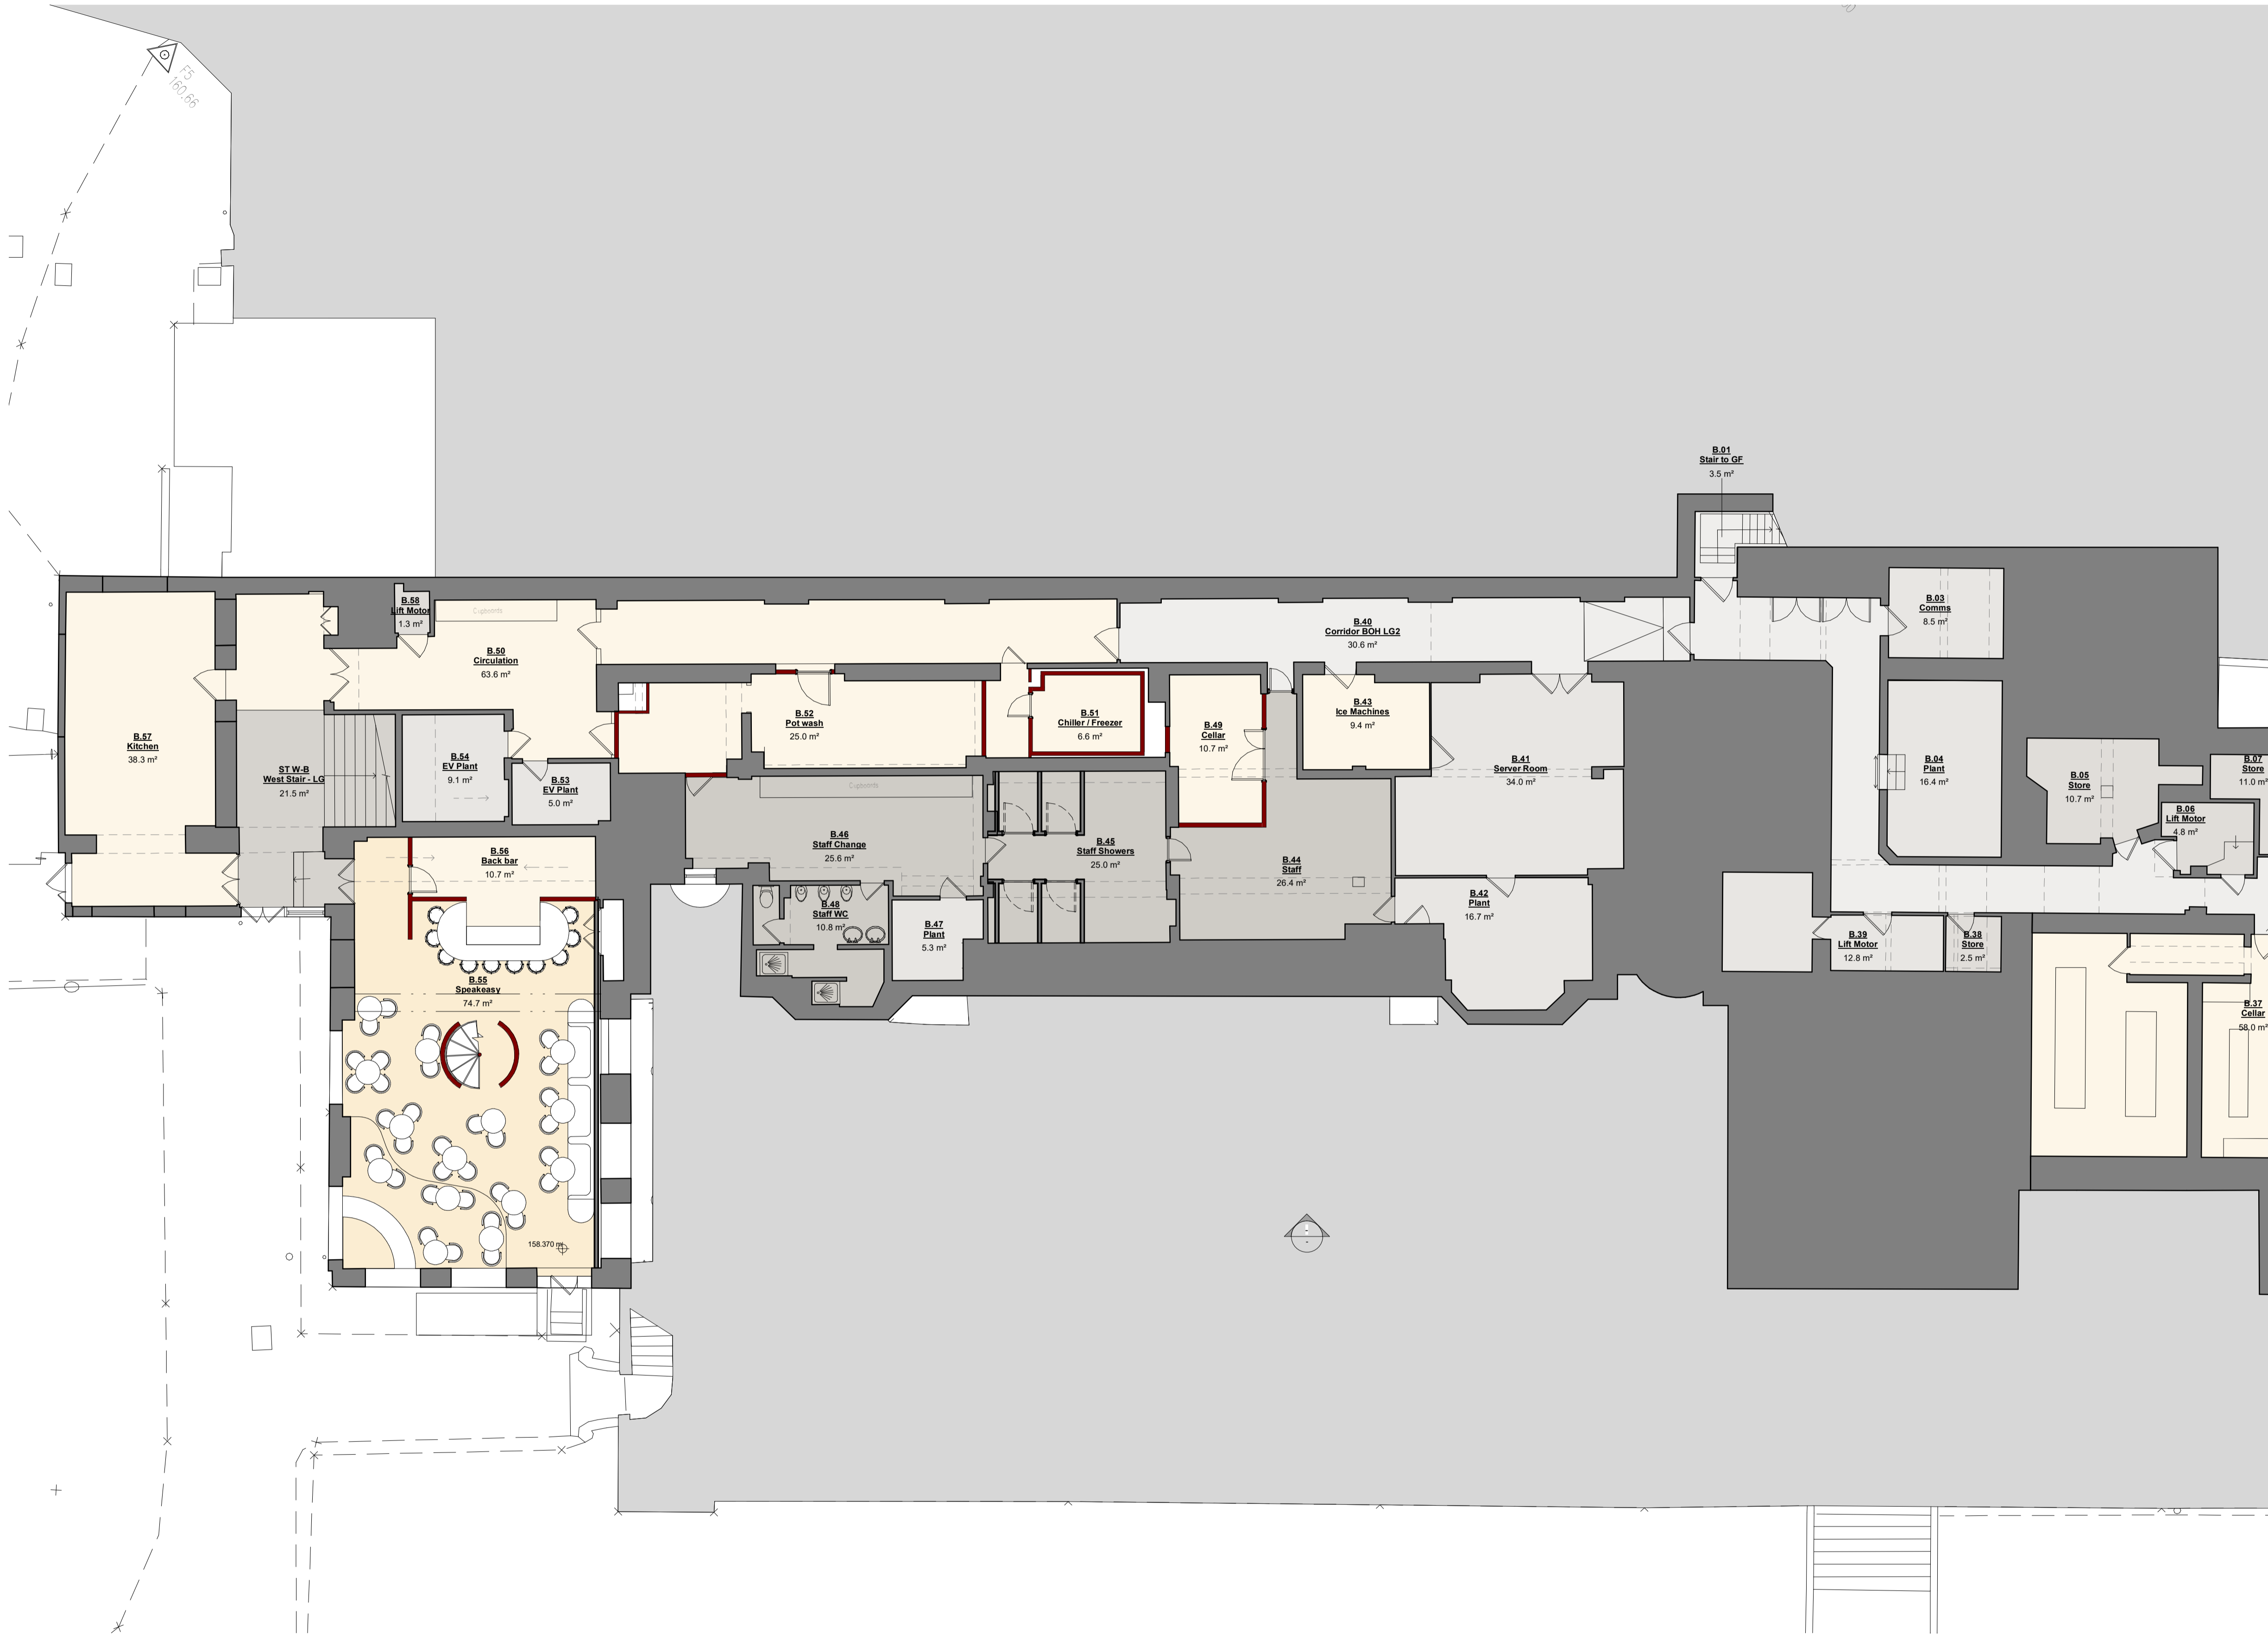 F5
160.66
B.01
Stair to GF
3.5 m²
B.58
Lift Motor
1.3 m²
Cupboards
B.50
Circulation
63.6 m²
B.40
Corridor BOH LG2
30.6 m²
B.03
Comms
8.5 m²
B.57
Kitchen
38.3 m²
ST W-B
West Stair - LG
21.5 m²
B.54
EV Plant
9.1 m²
B.53
EV Plant
5.0 m²
B.52
Pot wash
25.0 m²
B.51
Chiller / Freezer
6.6 m²
B.49
Cellar
10.7 m²
B.43
Ice Machines
9.4 m²
B.41
Server Room
34.0 m²
B.04
Plant
16.4 m²
B.05
Store
10.7 m²
B.07
Store
11.0 m²
B.06
Lift Motor
4.8 m²
Cupboards
B.46
Staff Change
25.6 m²
B.45
Staff Showers
25.0 m²
B.44
Staff
26.4 m²
B.56
Back bar
10.7 m²
B.48
Staff WC
10.8 m²
B.47
Plant
5.3 m²
B.42
Plant
16.7 m²
B.39
Lift Motor
12.8 m²
B.38
Store
2.5 m²
B.55
Speakeasy
74.7 m²
B.37
Cellar
58.0 m²
158.370 m